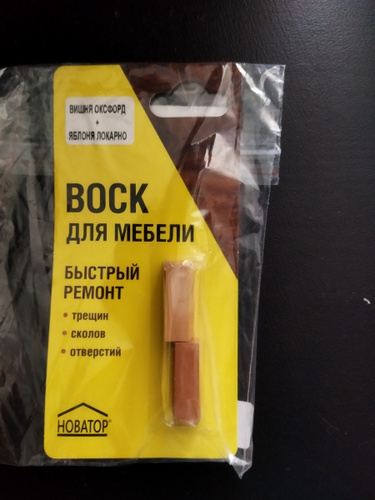 ВИШНЯ ОКСФОРД
+
ЯБЛОНЯ ЛОКАРНО
ВОСК
ДЛЯ МЕБЕЛИ
БЫСТРЫЙ
РЕМОНТ
• трещин
• сколов
• отверстий
НОВАТОР®